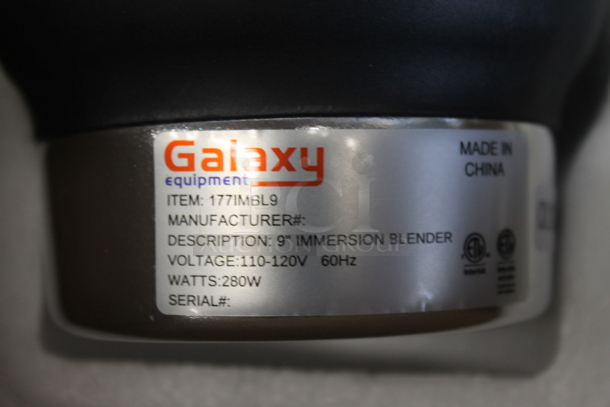 Galaxy
equipment
MADE IN
CHINA
ITEM: 177IMBL9
MANUFACTURER#:
DESCRIPTION: 9" IMMERSION BLENDER
VOLTAGE:110-120V 60Hz
WATTS:280W
SERIAL#: